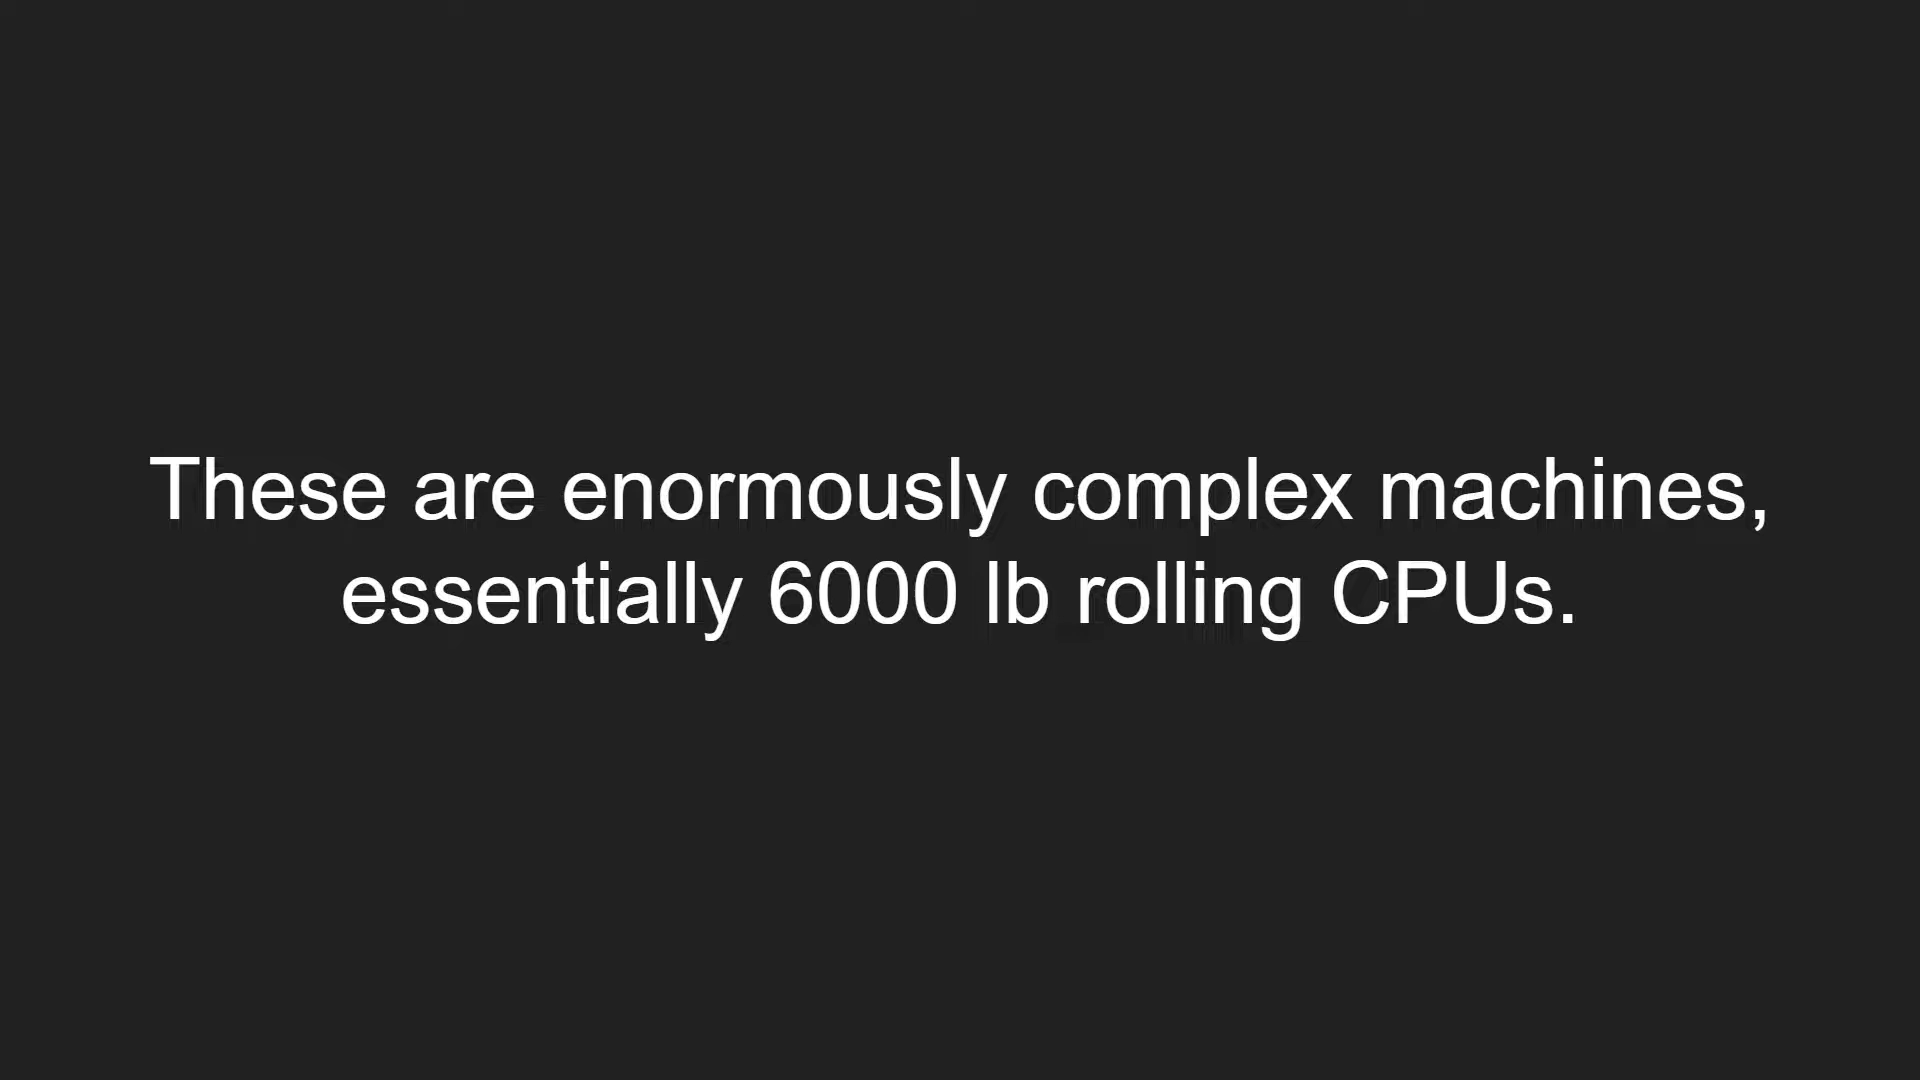 These are enormously complex machines,
essentially 6000 lb rolling CPUs.